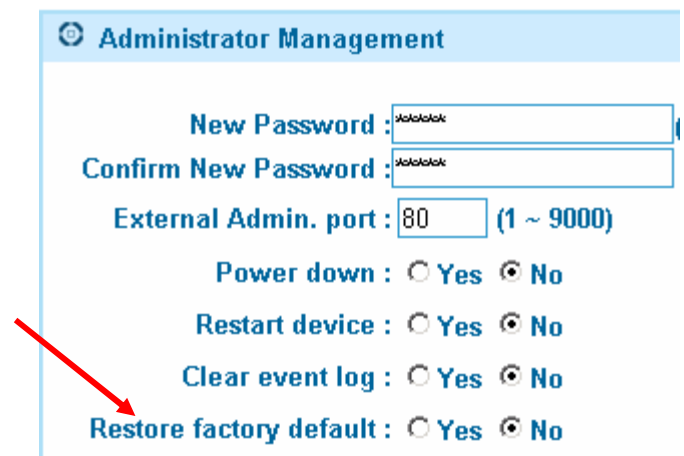 Administrator Management
New Password : *****
Confirm New Password : *****
External Admin. port : 80 (1 ~ 9000)
Power down : Yes No
Restart device : Yes No
Clear event log : Yes No
Restore factory default : Yes No